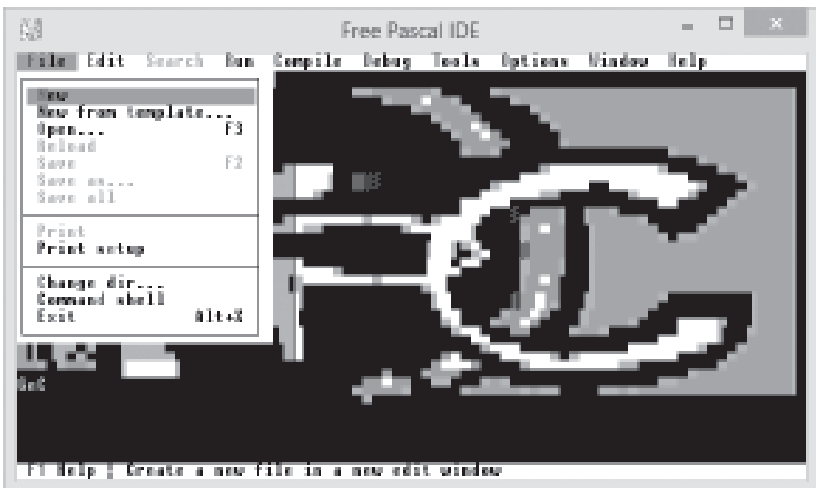 Free Pascal IDE
File Edit Search Run Compile Debug Tools Options Window Help
New
New from template...
Open... F3
Reload
Save F2
Save as...
Save all
Print
Print setup
Change dir...
Command shell
Exit Alt+X
F1 Help | Create a new file in a new edit window